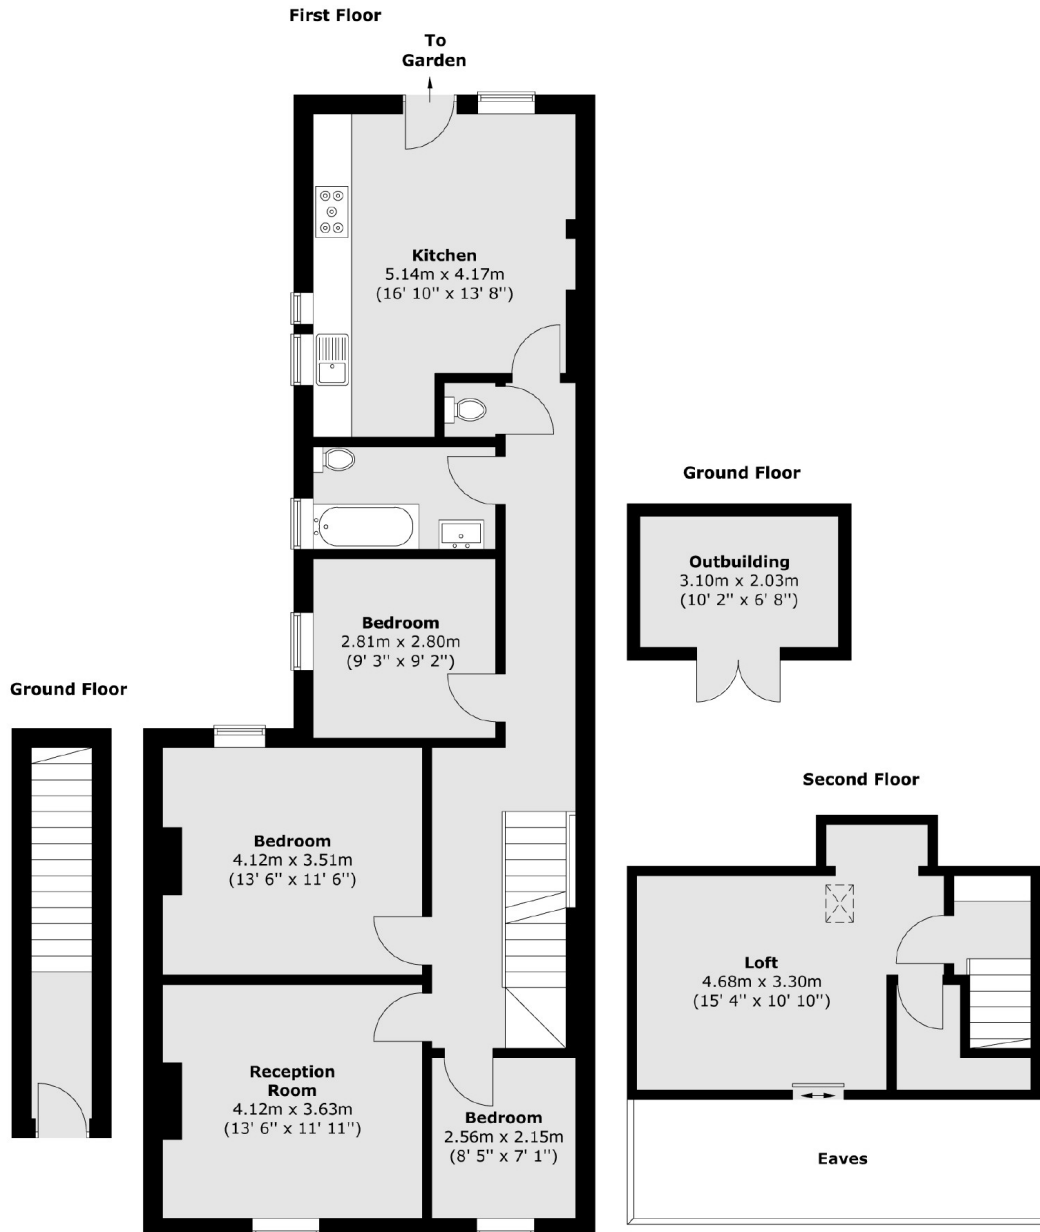 First Floor
To
Garden
Kitchen
5.14m x 4.17m
(16' 10" x 13' 8")
Ground Floor
Outbuilding
3.10m x 2.03m
(10' 2" x 6' 8")
Bedroom
2.81m x 2.80m
(9' 3" x 9' 2")
Ground Floor
Second Floor
Bedroom
4.12m x 3.51m
(13' 6" x 11' 6")
Loft
4.68m x 3.30m
(15' 4" x 10' 10")
Reception
Room
4.12m x 3.63m
(13' 6" x 11' 11")
Bedroom
2.56m x 2.15m
(8' 5" x 7' 1")
Eaves